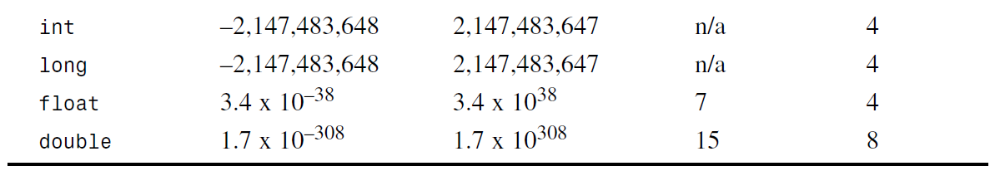 int –2,147,483,648 2,147,483,647 n/a 4
long –2,147,483,648 2,147,483,647 n/a 4
float 3.4 x 10⁻³⁸ 3.4 x 10³⁸ 7 4
double 1.7 x 10⁻³⁰⁸ 1.7 x 10³⁰⁸ 15 8